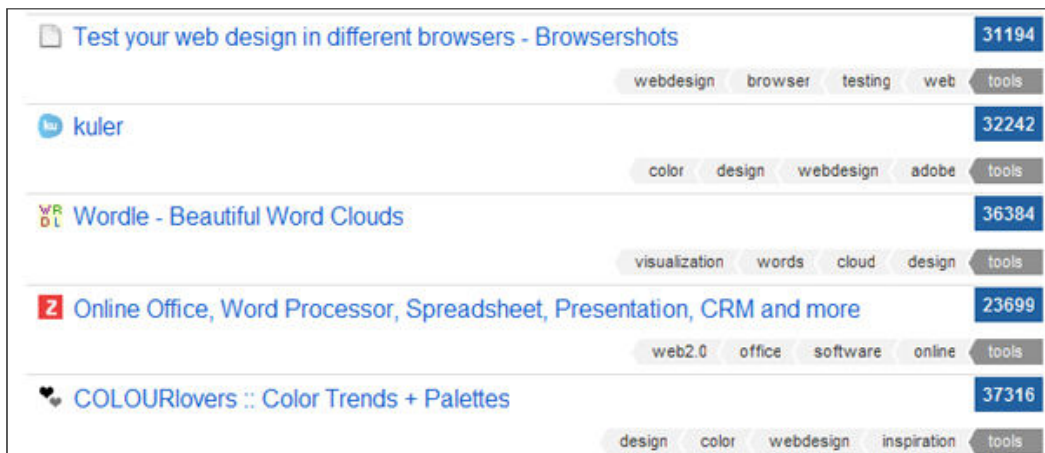 Test your web design in different browsers - Browsershots 31194
webdesign browser testing web tools
ku kuler 32242
color design webdesign adobe tools
WR DL Wordle - Beautiful Word Clouds 36384
visualization words cloud design tools
Z Online Office, Word Processor, Spreadsheet, Presentation, CRM and more 23699
web2.0 office software online tools
COLOURlovers :: Color Trends + Palettes 37316
design color webdesign inspiration tools